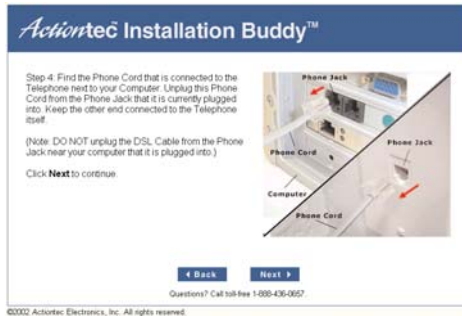 Actiontec Installation Buddy™
Step 4: Find the Phone Cord that is connected to the
Telephone next to your Computer. Unplug this Phone
Cord from the Phone Jack that it is currently plugged
into. Keep the other end connected to the Telephone
itself.
(Note: DO NOT unplug the DSL Cable from the Phone
Jack near your computer that it is plugged into.)
Click Next to continue.
Phone Jack
Phone Cord
Computer
Phone Jack
Phone Cord
Back
Next
Questions? Call toll-free 1-888-436-0657.
©2002 Actiontec Electronics, Inc. All rights reserved.